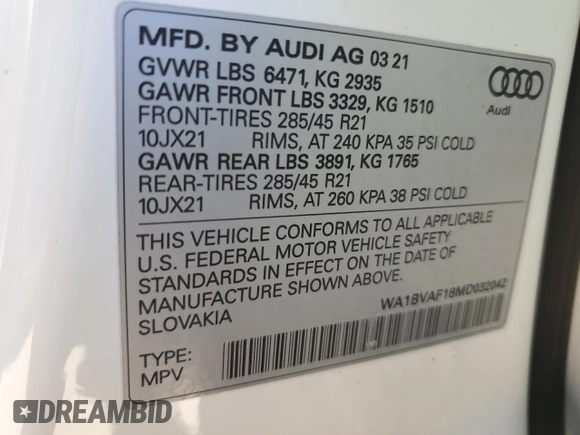 MFD. BY AUDI AG 03 21
GVWR LBS 6471, KG 2935
GAWR FRONT LBS 3329, KG 1510
FRONT-TIRES 285/45 R21
10JX21 RIMS, AT 240 KPA 35 PSI COLD
GAWR REAR LBS 3891, KG 1765
REAR-TIRES 285/45 R21
10JX21 RIMS, AT 260 KPA 38 PSI COLD
Audi
THIS VEHICLE CONFORMS TO ALL APPLICABLE
U.S. FEDERAL MOTOR VEHICLE SAFETY
STANDARDS IN EFFECT ON THE DATE OF
MANUFACTURE SHOWN ABOVE.
SLOVAKIA
WA18VAF18MD032042
TYPE:
MPV
DREAMBID